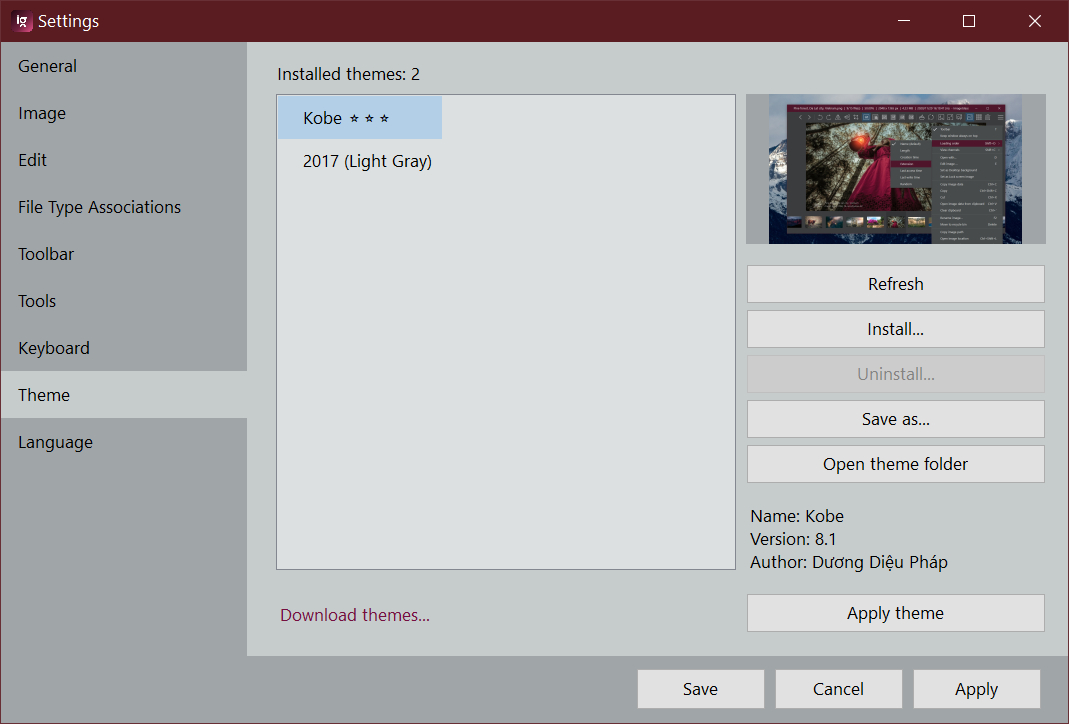 Settings
General
Image
Edit
File Type Associations
Toolbar
Tools
Keyboard
Theme
Language
Installed themes: 2
Kobe ⭑ ⭑ ⭑
2017 (Light Gray)
Download themes...
Refresh
Install...
Uninstall...
Save as...
Open theme folder
Name: Kobe
Version: 8.1
Author: Dương Diệu Pháp
Apply theme
Save
Cancel
Apply